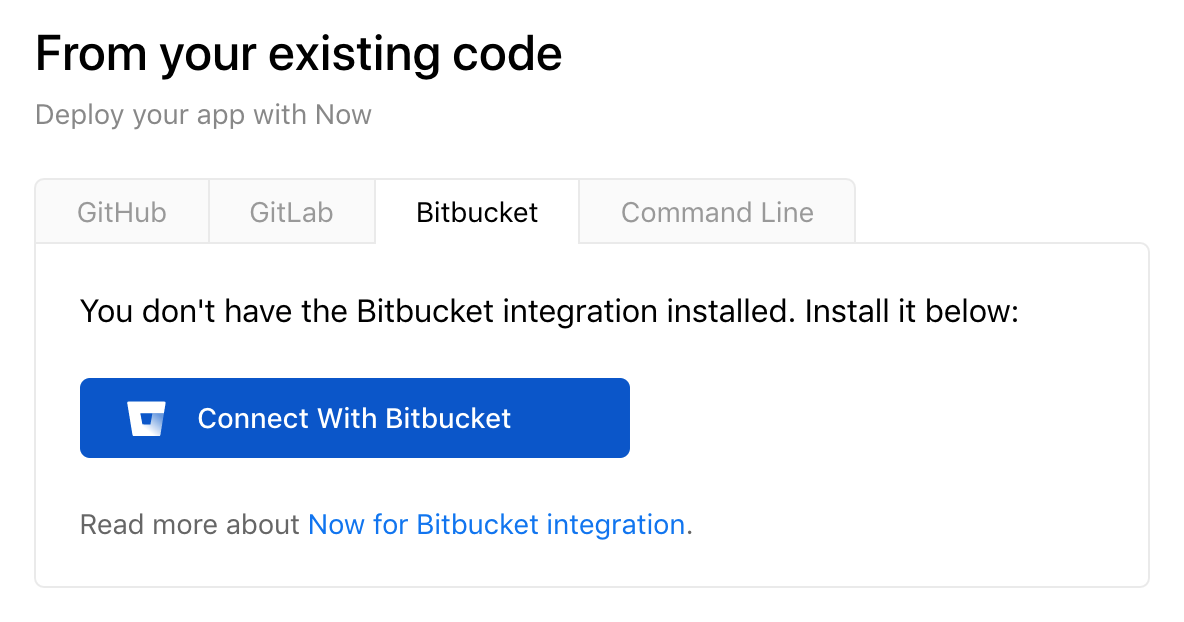 From your existing code
Deploy your app with Now
GitHub
GitLab
Bitbucket
Command Line
You don't have the Bitbucket integration installed. Install it below:
Connect With Bitbucket
Read more about Now for Bitbucket integration.